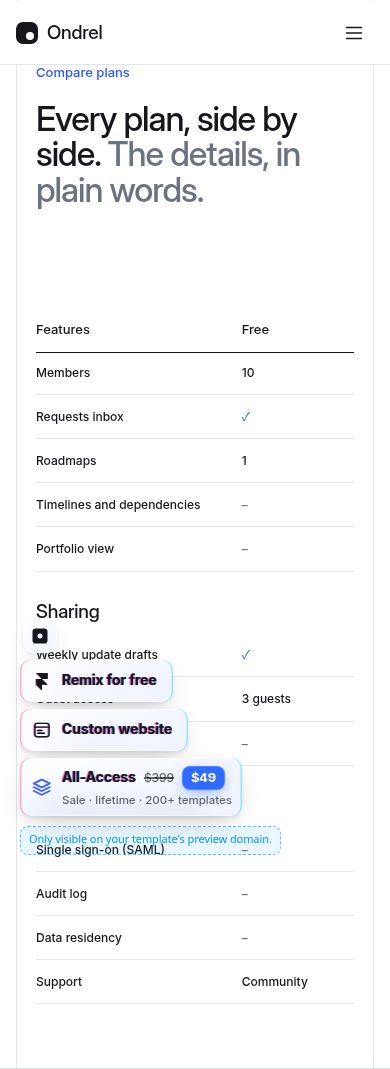 Ondrel
Compare plans
Every plan, side by
side. The details, in
plain words.
Features Free
Members 10
Requests inbox ✓
Roadmaps 1
Timelines and dependencies –
Portfolio view –
Sharing
Weekly update drafts ✓
Remix for free
Guest access 3 guests
Custom website
–
All-Access $399 $49
Sale · lifetime · 200+ templates
Only visible on your template's preview domain.
Single sign-on (SAML) –
Audit log –
Data residency –
Support Community